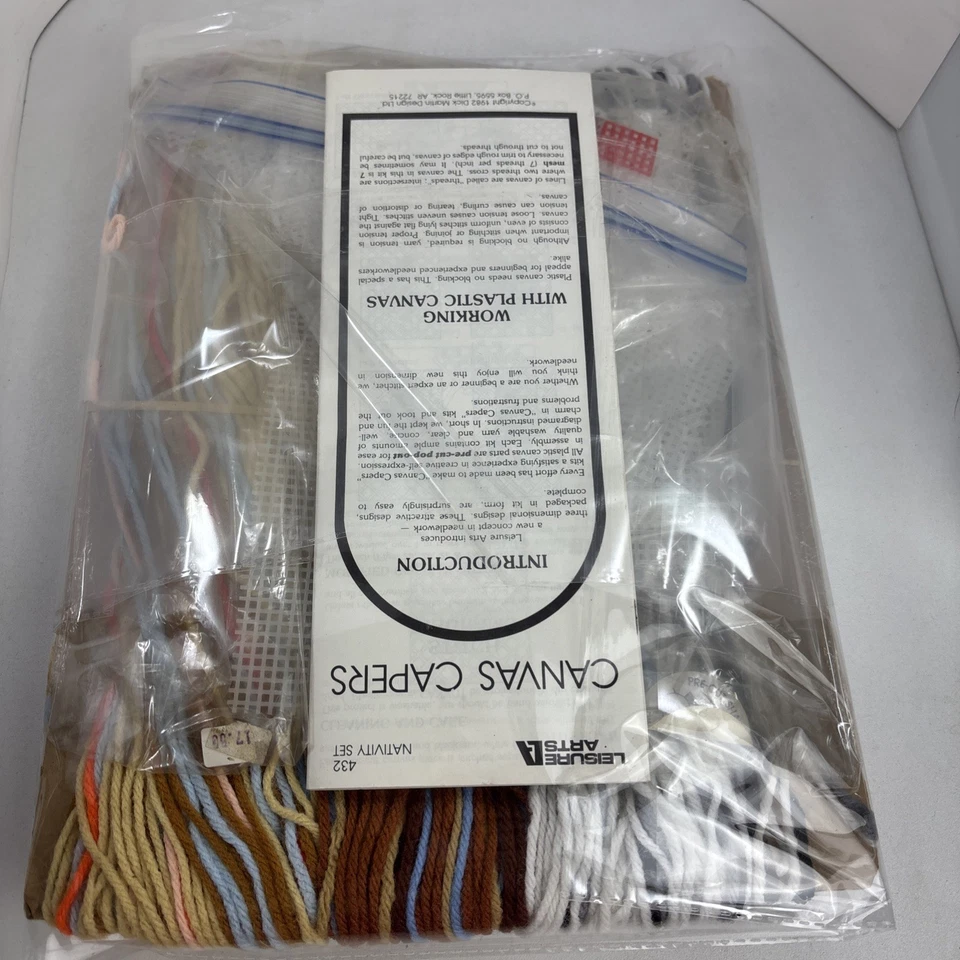 LEISURE
ARTS
432
NATIVITY SET
CANVAS CAPERS
INTRODUCTION
Leisure Arts introduces
a new concept in needlework —
three dimensional designs. These attractive designs,
packaged in kit form, are surprisingly easy to
complete.
Every effort has been made to make "Canvas Capers"
kits a satisfying experience in creative self-expression.
All plastic canvas parts are pre-cut pop out for ease
in assembly. Each kit contains ample amounts of
quality washable yarn and clear, concise, well-
diagramed instructions. In short, we kept the fun and
charm in "Canvas Capers" kits and took out the
problems and frustrations.
Whether you are a beginner or an expert stitcher, we
think you will enjoy this new dimension in
needlework.
WORKING
WITH PLASTIC CANVAS
Plastic canvas needs no blocking. This has a special
appeal for beginners and experienced needleworkers
alike.
Although no blocking is required, yarn tension is
important when stitching or joining. Proper tension
consists of even, uniform stitches lying flat against the
canvas. Loose tension causes uneven stitches. Tight
tension can cause curling, tearing or distortion of
canvas.
Lines of canvas are called "threads"; intersections are
where two threads cross. The canvas in this kit is 7
mesh (7 threads per inch). It may sometimes be
necessary to trim rough edges of canvas, but be careful
not to cut through threads.
©Copyright 1982 Dick Martin Design Ltd.
P.O. Box 5595, Little Rock, AR 72215
CLEANING AND CARE
17.99